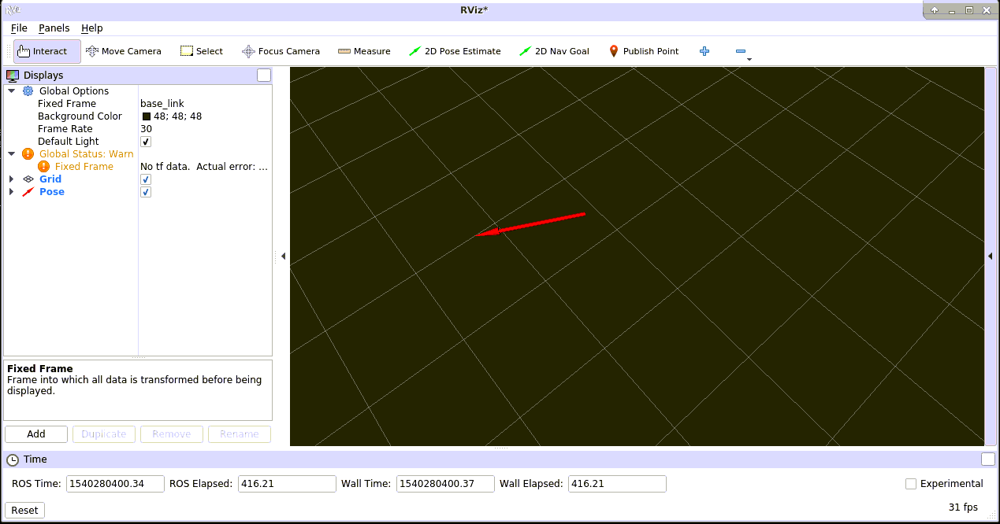 RViz
RViz*
File Panels Help
Interact Move Camera Select Focus Camera Measure 2D Pose Estimate 2D Nav Goal Publish Point
Displays
Global Options
Fixed Frame base_link
Background Color 48; 48; 48
Frame Rate 30
Default Light
Global Status: Warn
Fixed Frame No tf data.  Actual error: ...
Grid
Pose
Fixed Frame
Frame into which all data is transformed before being
displayed.
Add Duplicate Remove Rename
Time
ROS Time: 1540280400.34 ROS Elapsed: 416.21 Wall Time: 1540280400.37 Wall Elapsed: 416.21 Experimental
Reset 31 fps